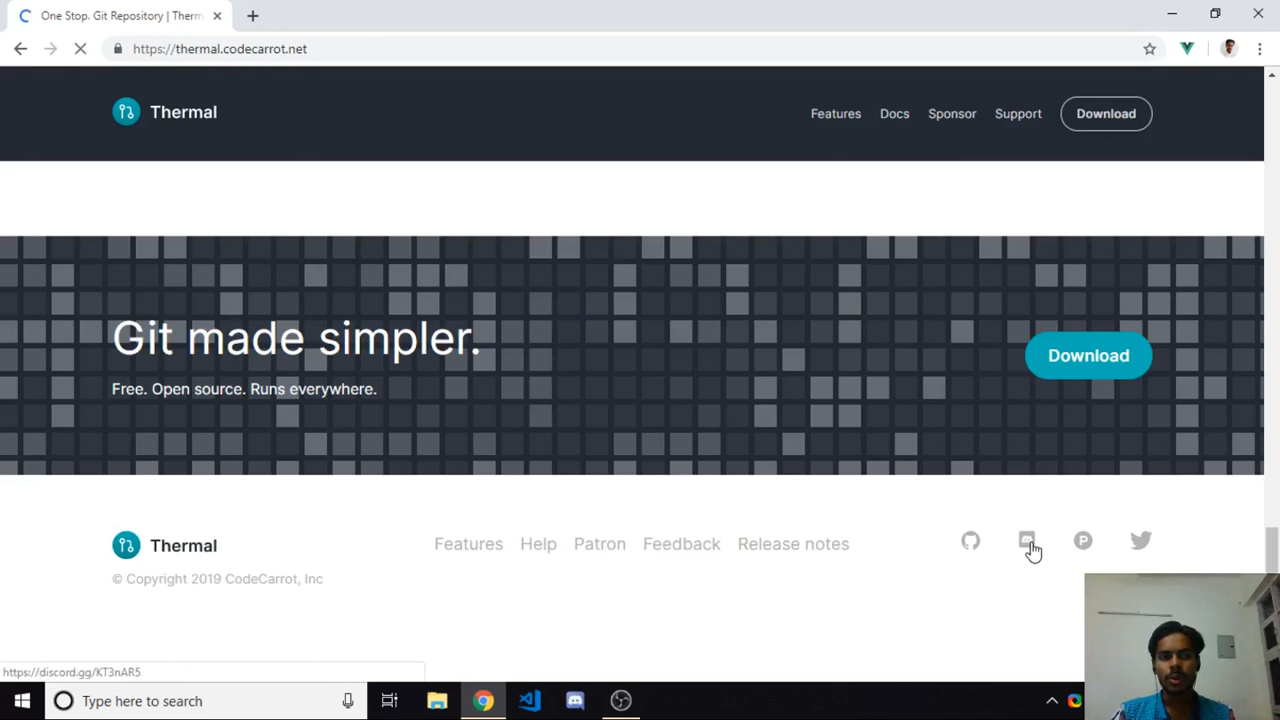 One Stop. Git Repository | Therm
https://thermal.codecarrot.net
Thermal
Features Docs Sponsor Support Download
Git made simpler.
Free. Open source. Runs everywhere.
Download
Thermal
Features Help Patron Feedback Release notes
© Copyright 2019 CodeCarrot, Inc
https://discord.gg/KT3nAR5
Type here to search